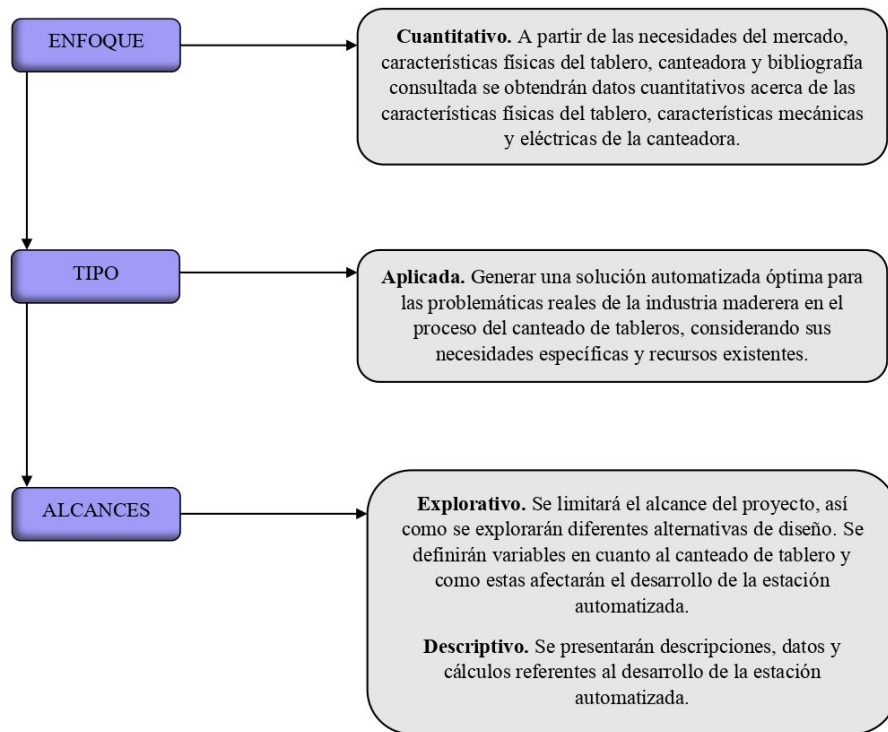 ENFOQUE
Cuantitativo. A partir de las necesidades del mercado,
características físicas del tablero, canteadora y bibliografía
consultada se obtendrán datos cuantitativos acerca de las
características físicas del tablero, características mecánicas
y eléctricas de la canteadora.
TIPO
Aplicada. Generar una solución automatizada óptima para
las problemáticas reales de la industria maderera en el
proceso del canteado de tableros, considerando sus
necesidades específicas y recursos existentes.
ALCANCES
Explorativo. Se limitará el alcance del proyecto, así
como se explorarán diferentes alternativas de diseño. Se
definirán variables en cuanto al canteado de tablero y
como estas afectarán el desarrollo de la estación
automatizada.
Descriptivo. Se presentarán descripciones, datos y
cálculos referentes al desarrollo de la estación
automatizada.